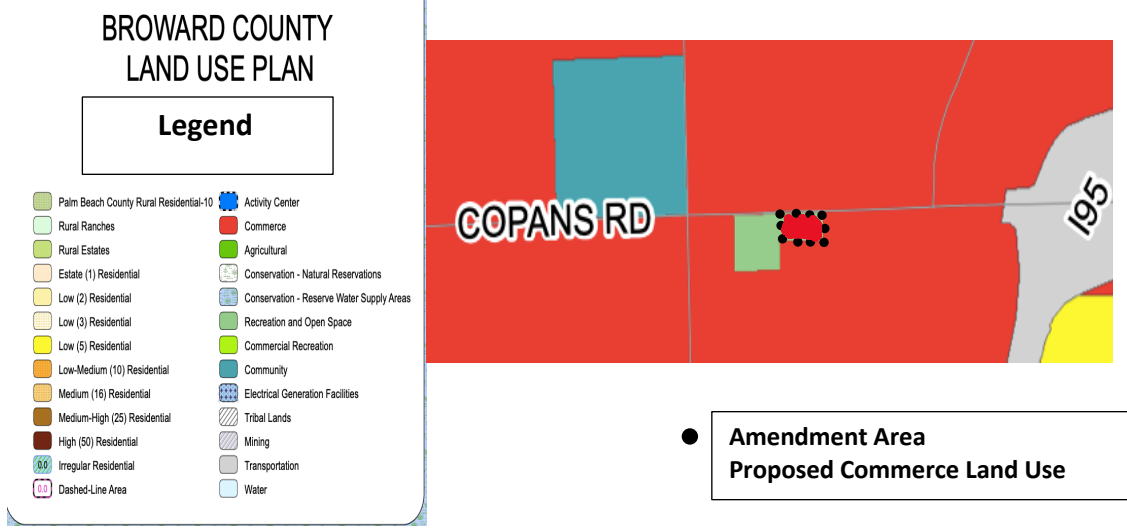 BROWARD COUNTY
LAND USE PLAN
Legend
Palm Beach County Rural Residential-10
Rural Ranches
Rural Estates
Estate (1) Residential
Low (2) Residential
Low (3) Residential
Low (5) Residential
Low-Medium (10) Residential
Medium (16) Residential
Medium-High (25) Residential
High (50) Residential
0.0 Irregular Residential
0.0 Dashed-Line Area
Activity Center
Commerce
Agricultural
Conservation - Natural Reservations
Conservation - Reserve Water Supply Areas
Recreation and Open Space
Commercial Recreation
Community
Electrical Generation Facilities
Tribal Lands
Mining
Transportation
Water
COPANS RD
I95
Amendment Area
Proposed Commerce Land Use